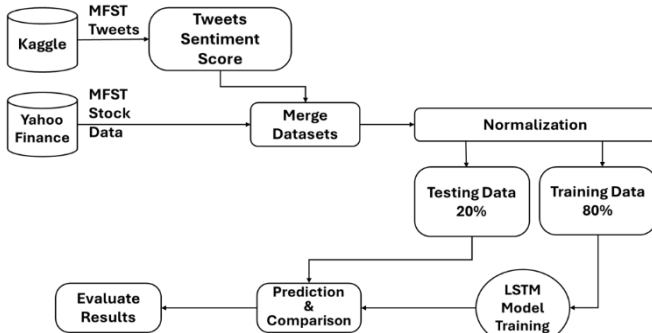 MFST
Tweets
Kaggle
Tweets
Sentiment
Score
MFST
Stock
Data
Yahoo
Finance
Merge
Datasets
Normalization
Testing Data
20%
Training Data
80%
Evaluate
Results
Prediction
&
Comparison
LSTM
Model
Training